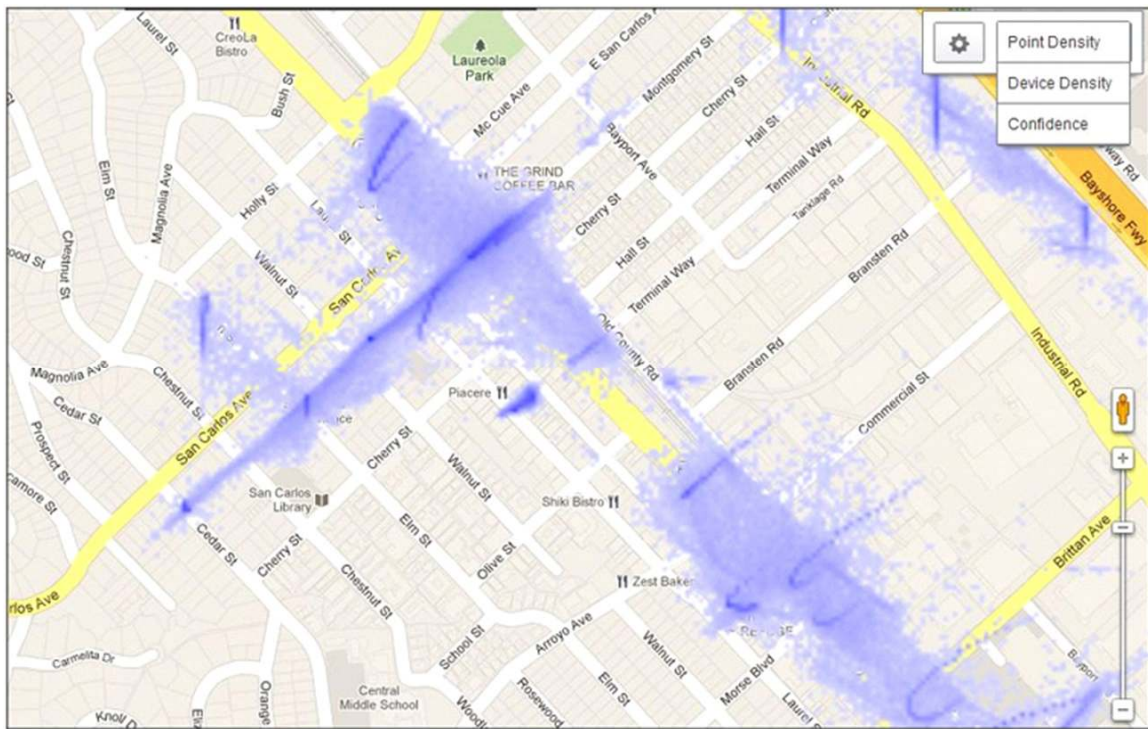 Laurel St
CreoLa
Bistro
Bush St
Laureola
Park
E San Carlos
Montgomery St
Mc Cue Ave
Cherry St
Hall St
Bayport Ave
Terminal Way
Tanklage Rd
Industrial Rd
Point Density
Device Density
Confidence
Bayshore Fwy
Elm St
Magnolia Ave
Holly St
Chestnut St
Walnut St
San Carlos Av
THE GRIND
COFFEE BAR
Cherry St
Hall St
Terminal Way
Old County Rd
Bransten Rd
Bransten Rd
Commercial St
Industrial Rd
Magnolia Ave
Cedar St
Chestnut S
Prospect St
San Carlos Ave
Piacere
Cherry St
Walnut St
San Carlos
Library
Shiki Bistro
Cedar St
Cherry St
Elm St
Olive St
Chestnut St
Zest Baker
Brittan Ave
rlos Ave
School St
Arroyo Ave
Walnut St
Morse Blvd
Carmelita Dr
Central
Middle School
Elm St
Rosewood
Laurel S
Orange
Knoll Dr